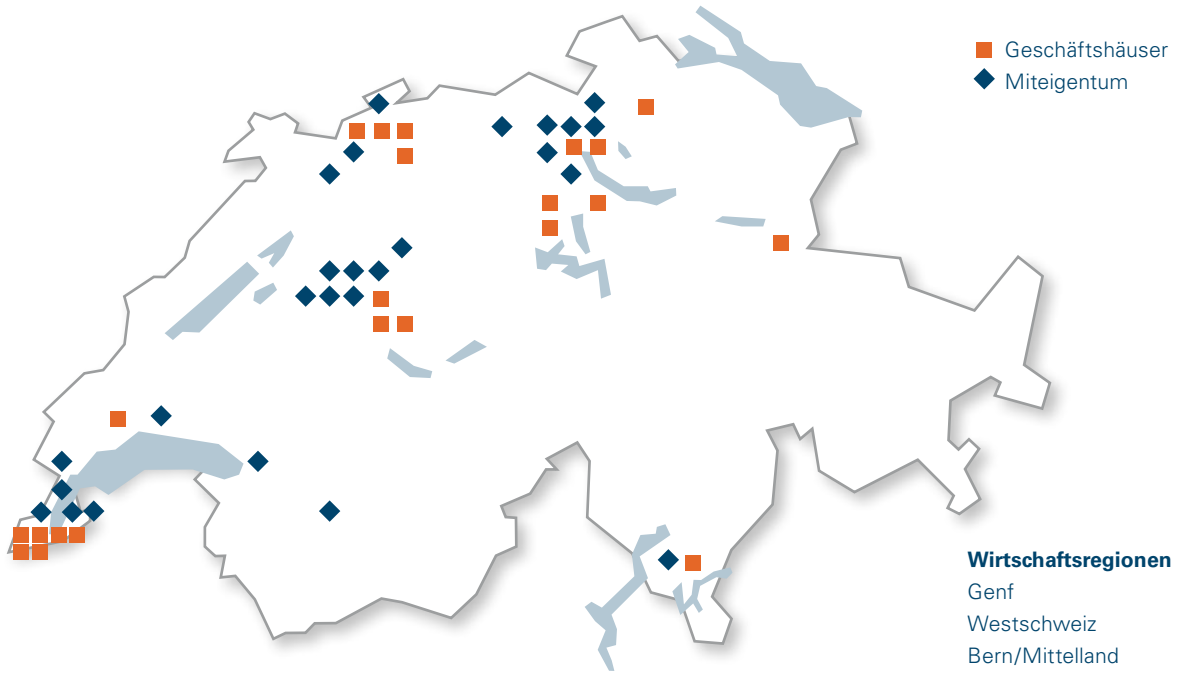 Geschäftshäuser
Miteigentum
Wirtschaftsregionen
Genf
Westschweiz
Bern/Mittelland